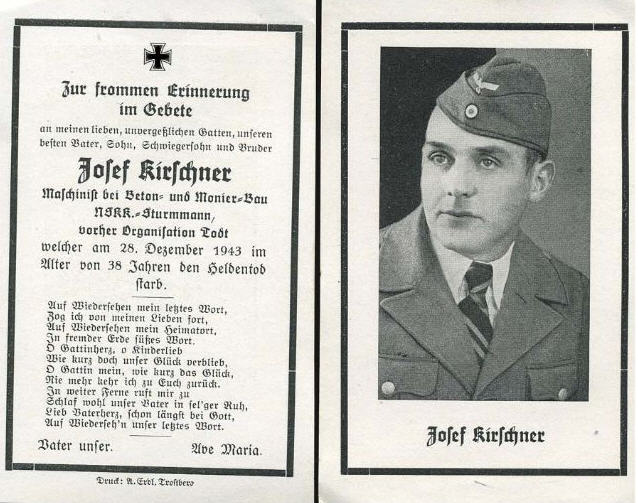 Zur frommen Erinnerung
im Gebete
an meinen lieben, unvergeßlichen Gatten, unseren
besten Vater, Sohn, Schwiegersohn und Bruder
Josef Kirschner
Maschinist bei Beton- und Monier-Bau
NSKK.-Sturmmann,
vorher Organisation Todt
welcher am 28. Dezember 1943 im
Alter von 38 Jahren den Heldentod
starb.
Auf Wiedersehen mein letztes Wort,
Zog ich von meinen Lieben fort,
Auf Wiedersehen mein Heimatort,
In fremder Erde süßtes Wort.
O Gattinherz, o Kinderlieb
Wie kurz doch unser Glück verblieb,
O Gattin mein, wie kurz das Glück,
Nie mehr kehr ich zu Euch zurück.
In weiter Ferne ruft mir zu
Schlaf wohl unser Vater in sel'ger Ruh,
Lieb Vaterherz, schon längst bei Gott,
Auf Wiederseh'n unser letztes Wort.
Vater unser. Ave Maria.
Druck: A. Erdl, Trostberg
Josef Kirschner